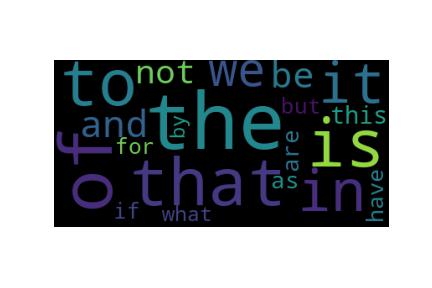 to not we be it
and the but this
of for by is
that as are in
if what have